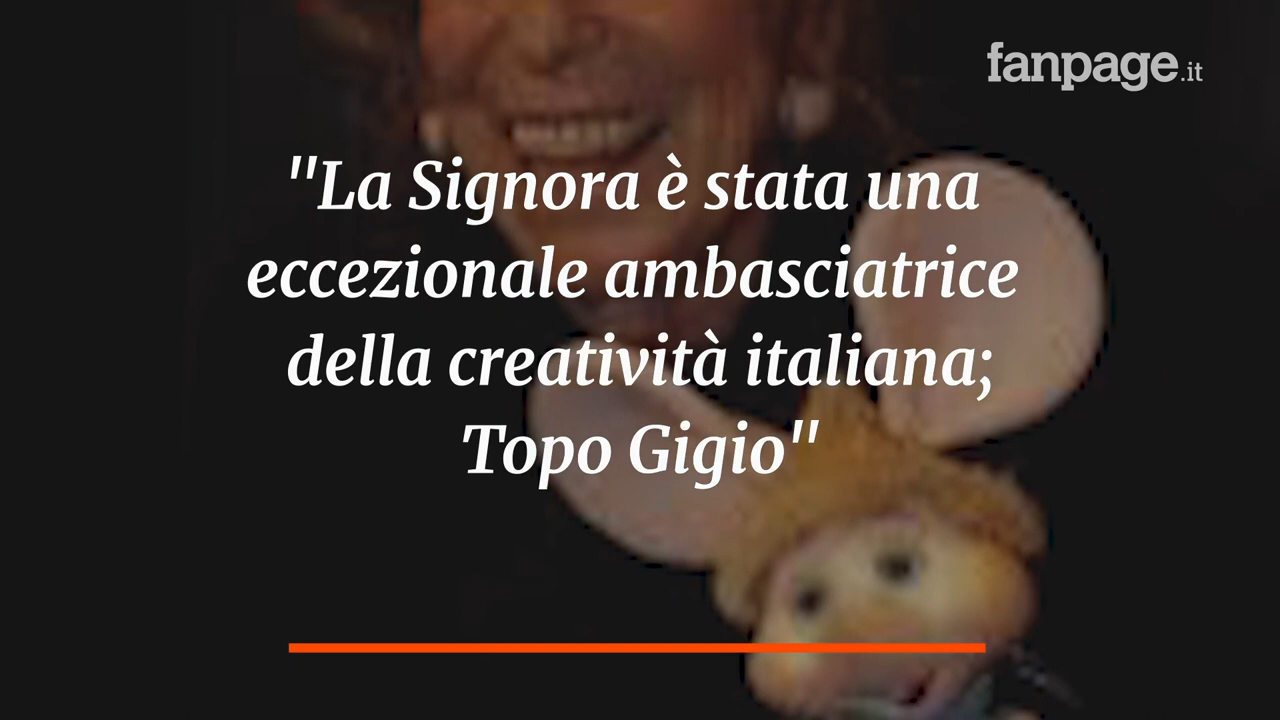 fanpage.it
"La Signora è stata una
eccezionale ambasciatrice
della creatività italiana;
Topo Gigio"